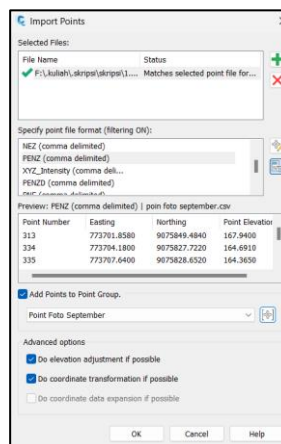 Import Points
Selected Files:
File Name Status
F:\.kuliah\.skripsi\skripsi\1.... Matches selected point file for...
Specify point file format (filtering ON):
NEZ (comma delimited)
PENZ (comma delimited)
XYZ_Intensity (comma deli...
PENZD (comma delimited)
Preview: PENZ (comma delimited) | poin foto september.csv
Point Number Easting Northing Point Elevation
313 773701.8580 9075849.4840 167.9400
334 773704.1800 9075827.7220 164.6910
335 773707.6400 9075828.6520 164.3650
Add Points to Point Group.
Point Foto September
Advanced options
Do elevation adjustment if possible
Do coordinate transformation if possible
Do coordinate data expansion if possible
OK Cancel Help